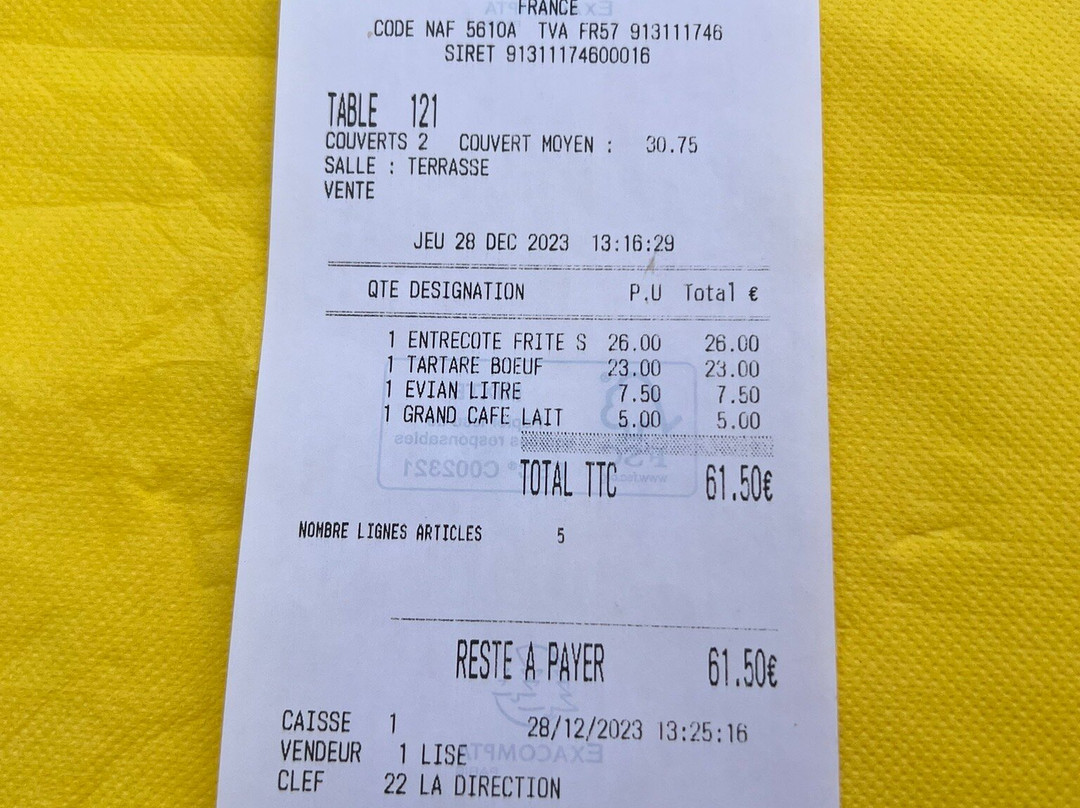 FRANCE
CODE NAF 5610A TVA FR57 913111746
SIRET 91311174600016
TABLE 121
COUVERTS 2 COUVERT MOYEN : 30.75
SALLE : TERRASSE
VENTE
JEU 28 DEC 2023 13:16:29
QTE DESIGNATION P.U Total €
1 ENTRECOTE FRITE S 26.00 26.00
1 TARTARE BOEUF 23.00 23.00
1 EVIAN LITRE 7.50 7.50
1 GRAND CAFE LAIT 5.00 5.00
responsables
C002321
TOTAL TTC 61.50€
NOMBRE LIGNES ARTICLES 5
RESTE A PAYER 61.50€
CAISSE 1 28/12/2023 13:25:16
VENDEUR 1 LISE
EXACOMPTA
CLEF 22 LA DIRECTION